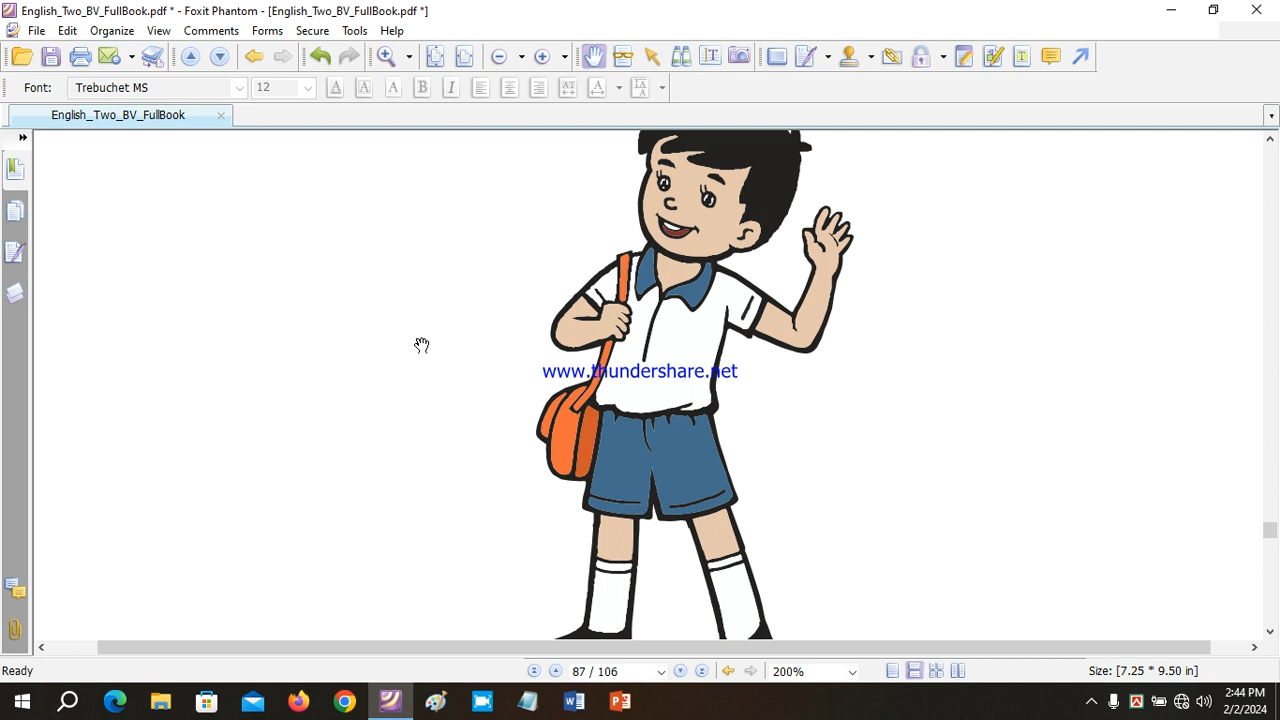 English_Two_BV_FullBook.pdf * - Foxit Phantom - [English_Two_BV_FullBook.pdf *]
File Edit Organize View Comments Forms Secure Tools Help
Font: Trebuchet MS 12
English_Two_BV_FullBook
www.thundershare.net
Ready 87 / 106 200% Size: [7.25 * 9.50 in]
2:44 PM
2/2/2024